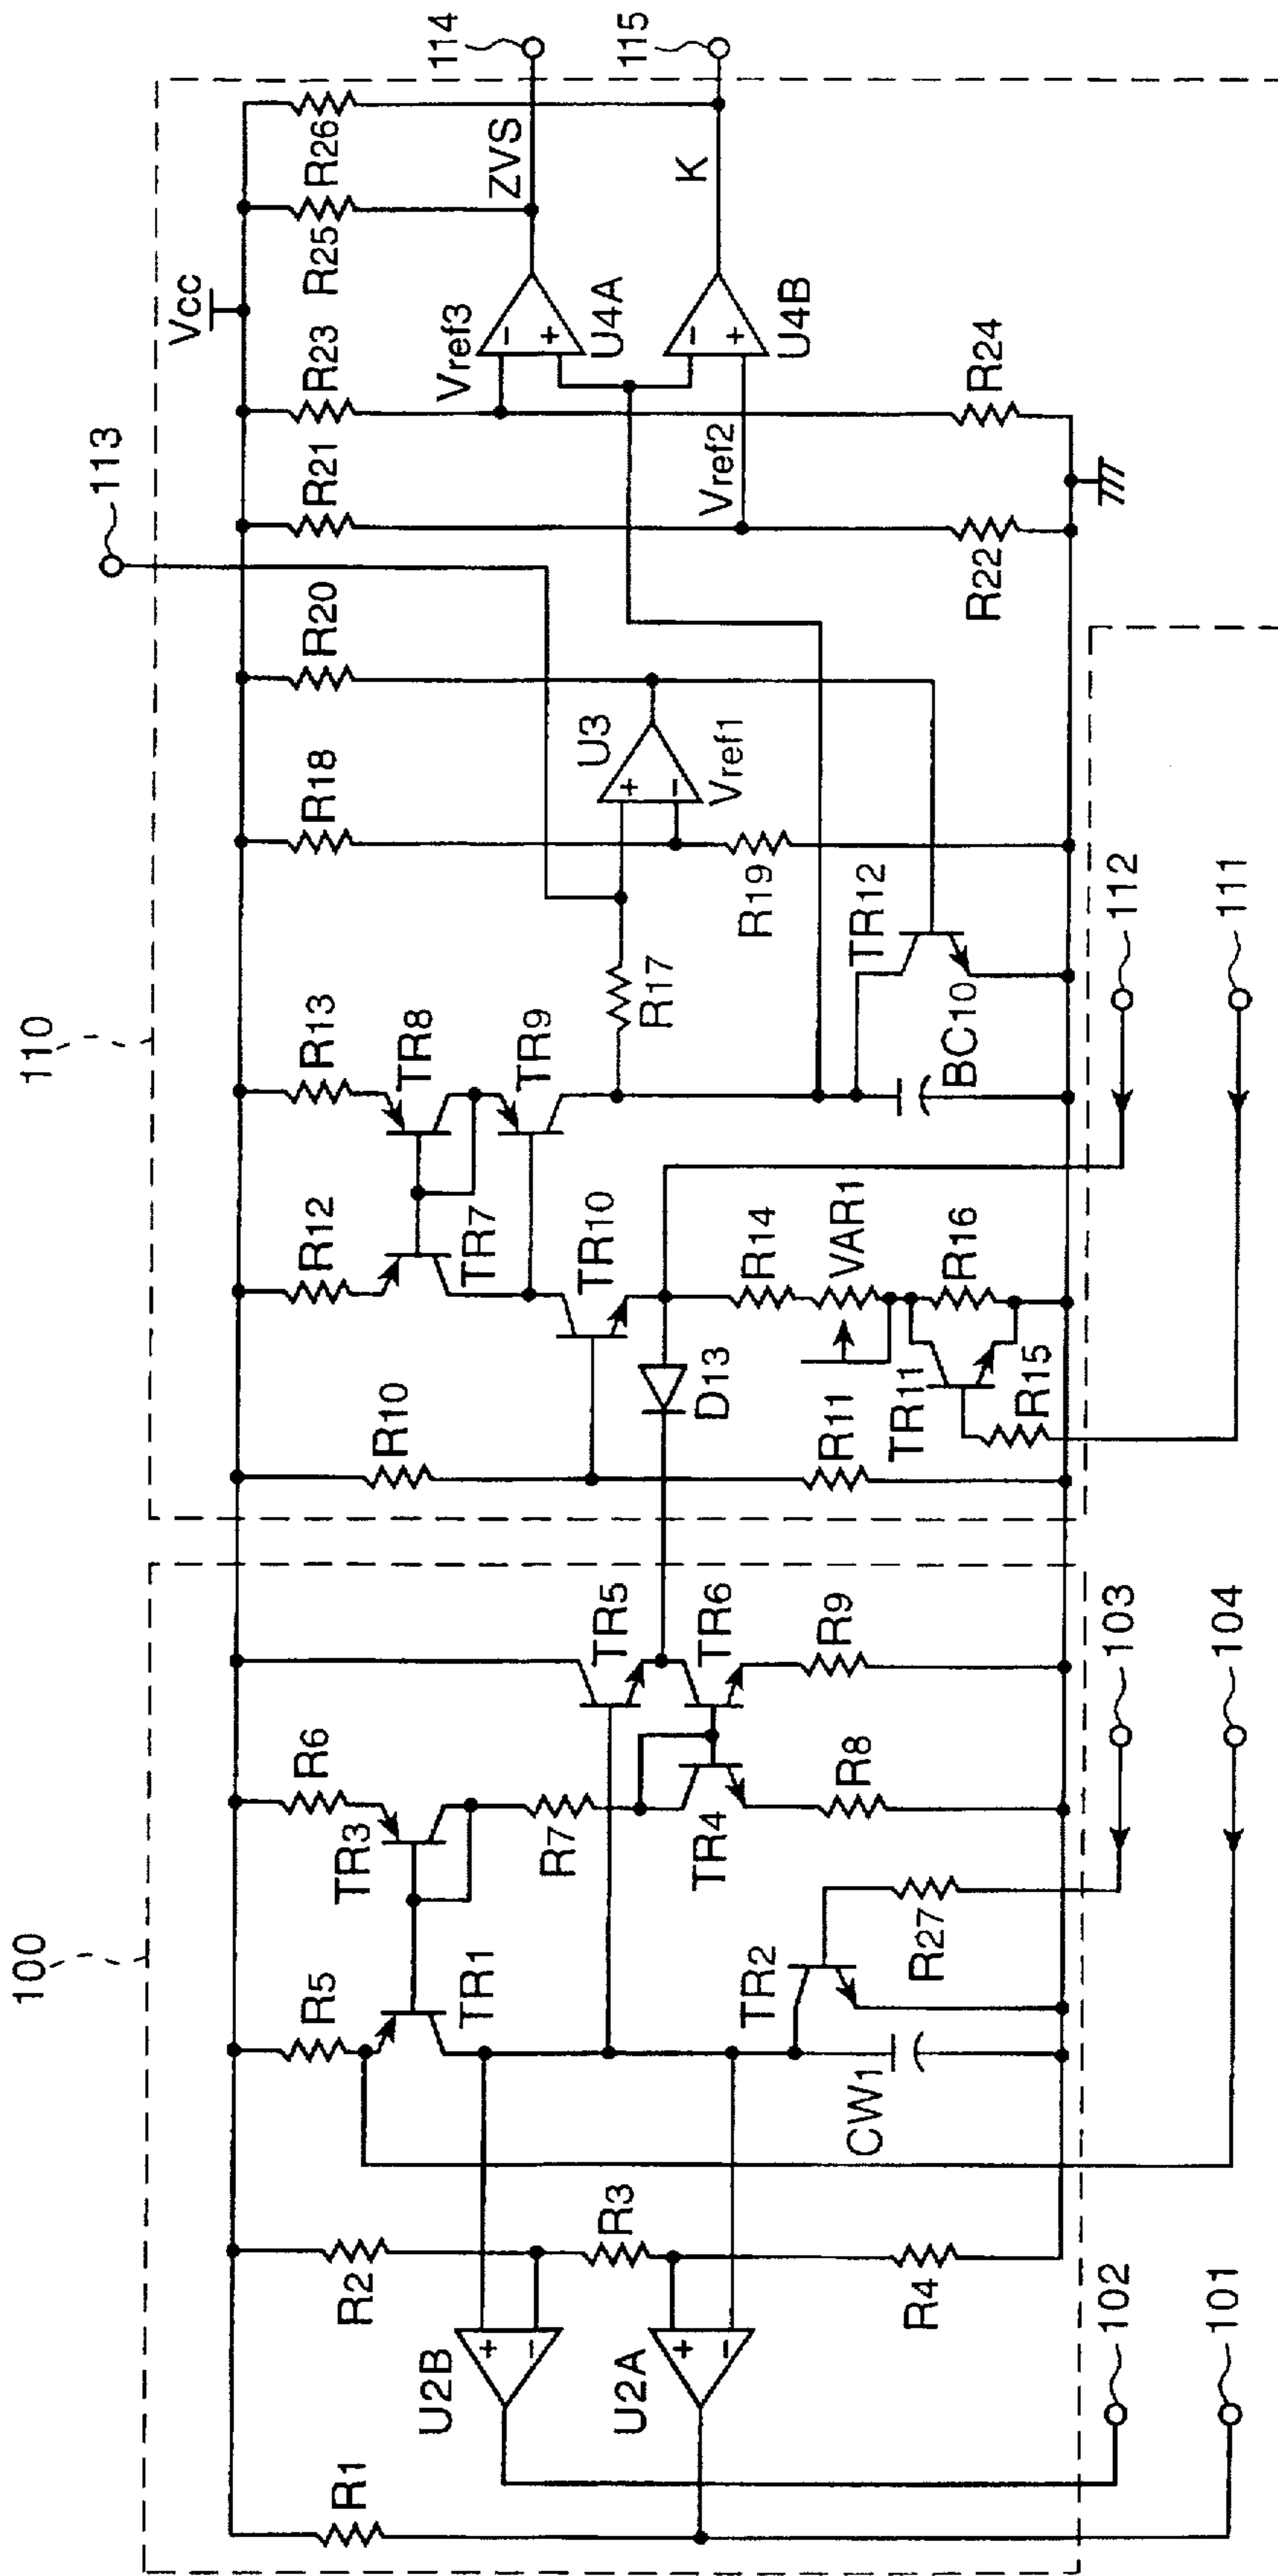 100
110
113
Vcc
R1
R2
R3
R4
U2B
U2A
R5
TR1
R6
TR3
R7
TR4
R8
TR5
TR6
R9
TR2
R27
CW1
102
101
103
104
R10
R11
R12
TR7
R13
TR8
TR9
TR10
D13
R14
VAR1
R16
TR11
R15
R17
BC10
TR12
R18
R19
U3
+
−
Vref1
R20
R21
R22
R23
R24
Vref2
Vref3
R25
R26
U4A
−
+
U4B
−
+
ZVS
K
114
115
112
111
+
−
+
−